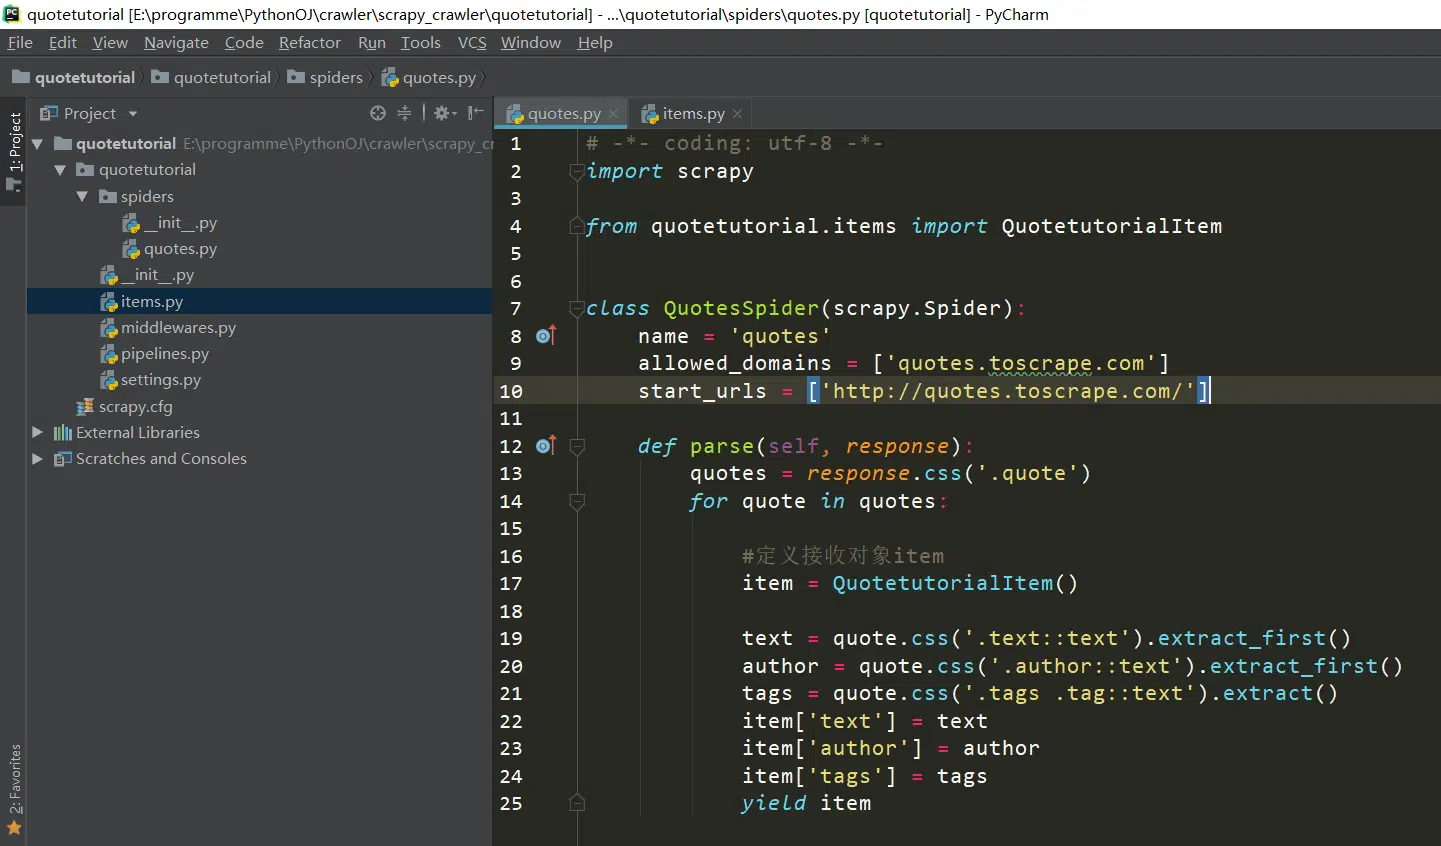 quotetutorial [E:\programme\PythonOJ\crawler\scrapy_crawler\quotetutorial] - ...\quotetutorial\spiders\quotes.py [quotetutorial] - PyCharm
File Edit View Navigate Code Refactor Run Tools VCS Window Help
quotetutorial quotetutorial spiders quotes.py
1: Project
2: Favorites
Project
quotetutorial E:\programme\PythonOJ\crawler\scrapy_cr
quotetutorial
spiders
__init__.py
quotes.py
__init__.py
items.py
middlewares.py
pipelines.py
settings.py
scrapy.cfg
External Libraries
Scratches and Consoles
quotes.py items.py
1 # -*- coding: utf-8 -*-
2 import scrapy
3
4 from quotetutorial.items import QuotetutorialItem
5
6
7 class QuotesSpider(scrapy.Spider):
8 name = 'quotes'
9 allowed_domains = ['quotes.toscrape.com']
10 start_urls = ['http://quotes.toscrape.com/']
11
12 def parse(self, response):
13 quotes = response.css('.quote')
14 for quote in quotes:
15
16 #定义接收对象item
17 item = QuotetutorialItem()
18
19 text = quote.css('.text::text').extract_first()
20 author = quote.css('.author::text').extract_first()
21 tags = quote.css('.tags .tag::text').extract()
22 item['text'] = text
23 item['author'] = author
24 item['tags'] = tags
25 yield item